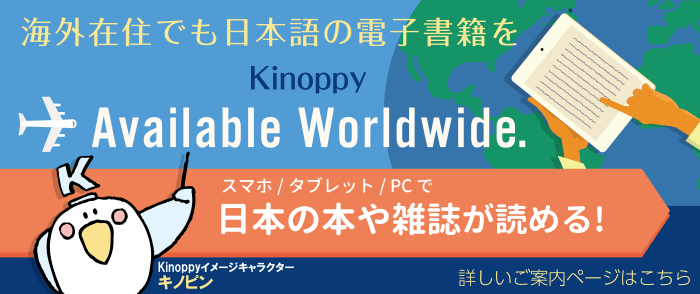 海外在住でも日本語の電子書籍を
Kinoppy
Available Worldwide.
K
スマホ / タブレット / PC で
日本の本や雑誌が読める!
Kinoppyイメージキャラクター
キノピン
詳しいご案内ページはこちら